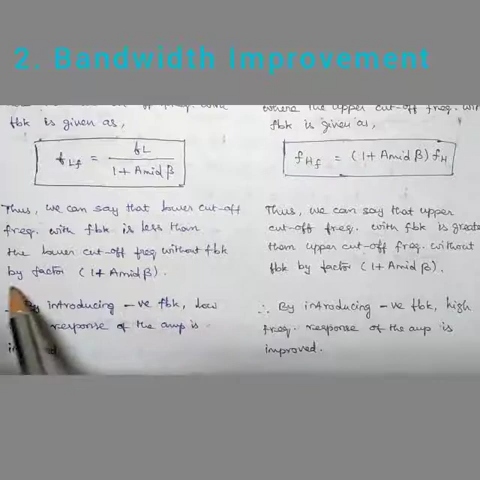 2. Bandwidth Improvement
fbk is given as,
fLf = fL / 1 + Amid β
Thus, we can say that lower cut-off
freq. with fbk is less than
the lower cut-off freq without fbk
by factor (1 + Amid β).
By introducing -ve fbk, low
response of the amp is
where the upper cut-off freq. wi
fbk is given as,
fHf = (1 + Amid β) fH
Thus, we can say that upper
cut-off freq. with fbk is greate
than upper cut-off freq. without
fbk by factor (1 + Amid β).
∴ By introducing -ve fbk, high
freq. response of the amp is
improved.